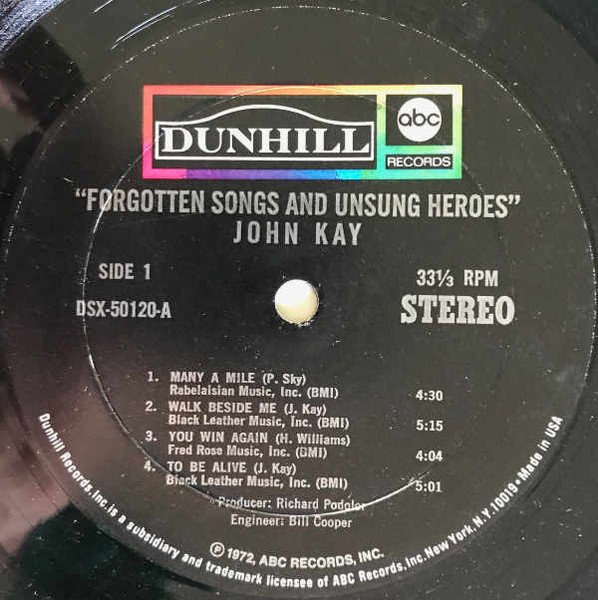 DUNHILL
abc
RECORDS
"FORGOTTEN SONGS AND UNSUNG HEROES"
JOHN KAY
SIDE 1
33⅓ RPM
DSX-50120-A
STEREO
1. MANY A MILE (P. Sky)
Rabelaisian Music, Inc. (BMI) 4:30
2. WALK BESIDE ME (J. Kay)
Black Leather Music, Inc. (BMI) 5:15
3. YOU WIN AGAIN (H. Williams)
Fred Rose Music, Inc. (BMI) 4:04
4. TO BE ALIVE (J. Kay)
Black Leather Music, Inc. (BMI) 5:01
Producer: Richard Podolor
Engineer: Bill Cooper
Ⓟ 1972, ABC RECORDS, INC.
Dunhill Records, Inc. is a subsidiary and trademark licensee of ABC Records, Inc. New York, N.Y. 10019 • Made in USA